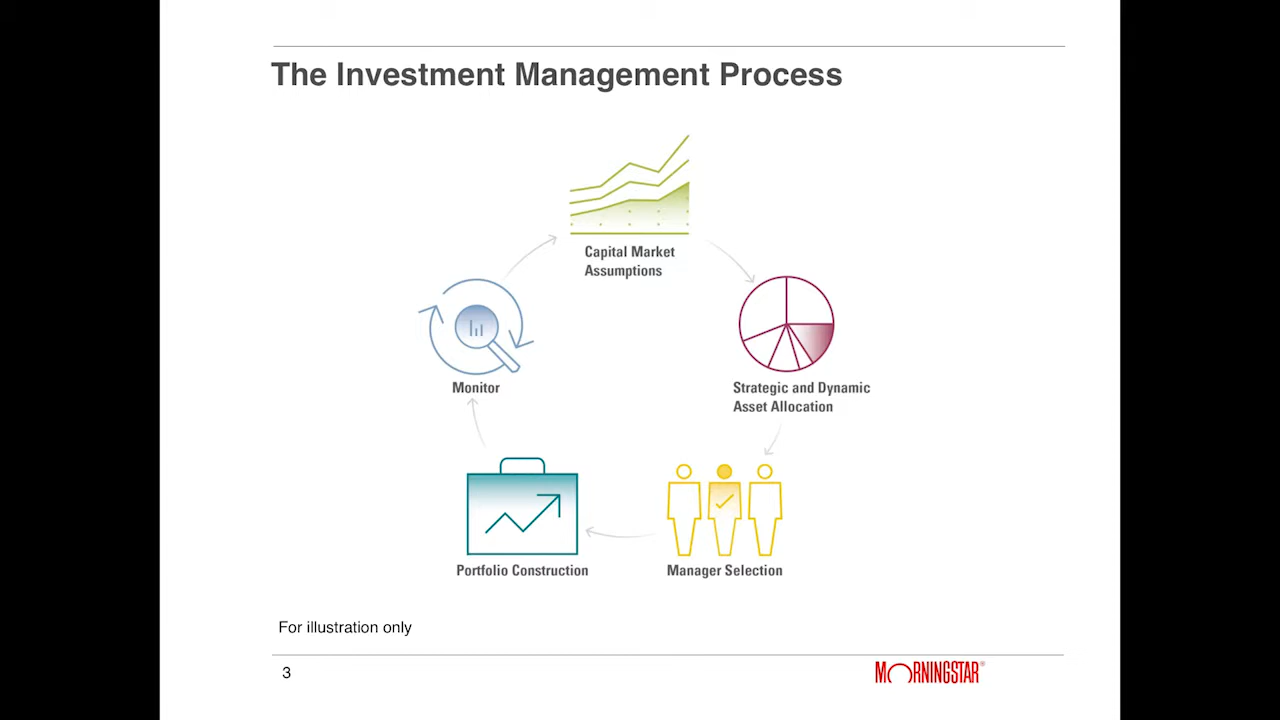 The Investment Management Process
Capital Market
Assumptions
Monitor
Strategic and Dynamic
Asset Allocation
Portfolio Construction
Manager Selection
For illustration only
3
MORNINGSTAR®